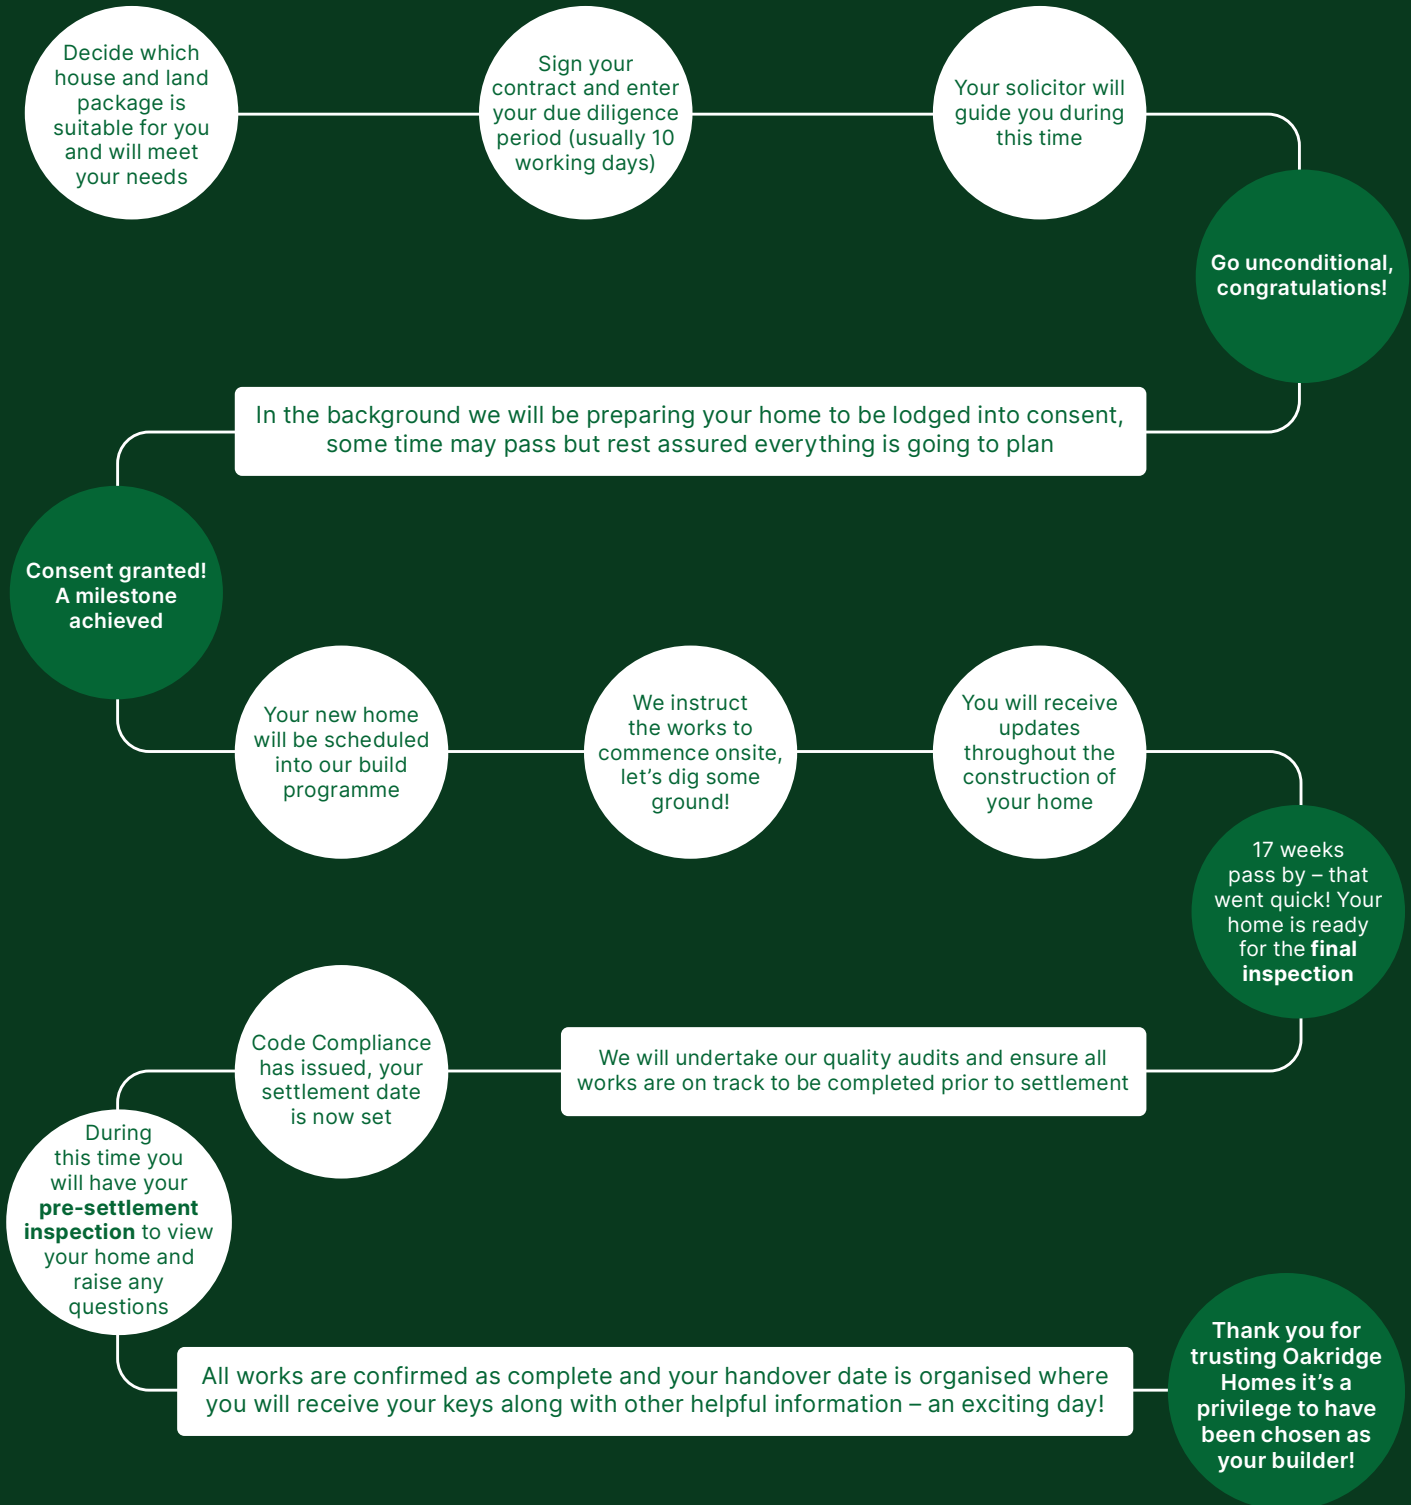 Decide which
house and land
package is
suitable for you
and will meet
your needs
Sign your
contract and enter
your due diligence
period (usually 10
working days)
Your solicitor will
guide you during
this time
Go unconditional,
congratulations!
In the background we will be preparing your home to be lodged into consent,
some time may pass but rest assured everything is going to plan
Consent granted!
A milestone
achieved
Your new home
will be scheduled
into our build
programme
We instruct
the works to
commence onsite,
let’s dig some
ground!
You will receive
updates
throughout the
construction of
your home
17 weeks
pass by – that
went quick! Your
home is ready
for the final
inspection
We will undertake our quality audits and ensure all
works are on track to be completed prior to settlement
Code Compliance
has issued, your
settlement date
is now set
During
this time you
will have your
pre-settlement
inspection to view
your home and
raise any
questions
All works are confirmed as complete and your handover date is organised where
you will receive your keys along with other helpful information – an exciting day!
Thank you for
trusting Oakridge
Homes it’s a
privilege to have
been chosen as
your builder!